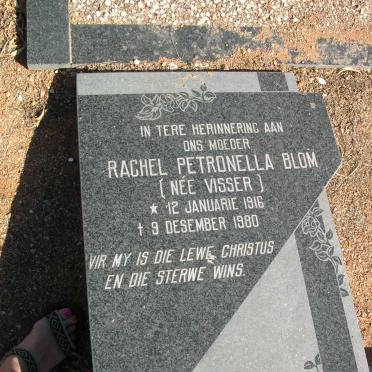 IN TERE HERINNERING AAN
ONS MOEDER
RACHEL PETRONELLA BLOM
(NÉE VISSER)
* 12 JANUARIE 1916
† 9 DESEMBER 1980
VIR MY IS DIE LEWE CHRISTUS
EN DIE STERWE WINS.